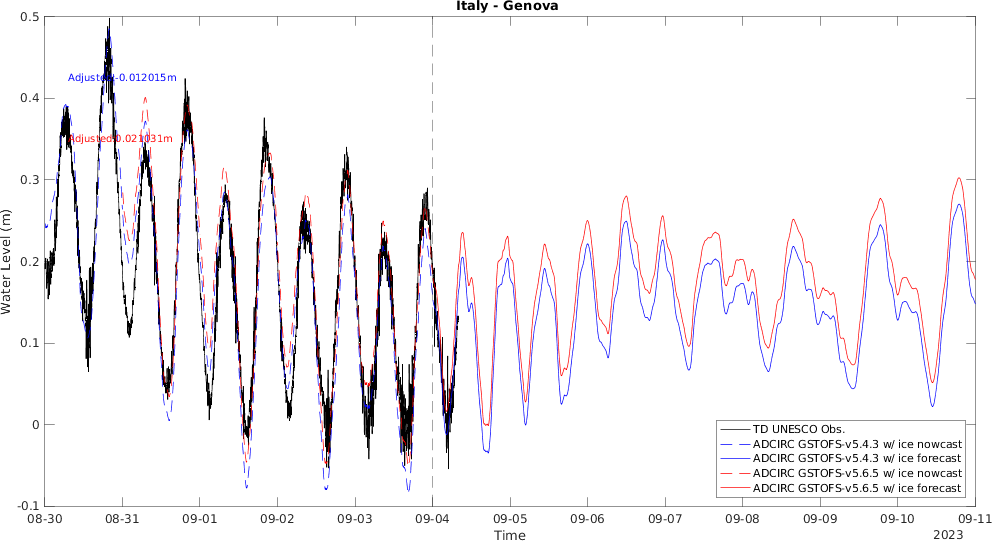 Italy - Genova
Water Level (m)
0.5
0.4
0.3
0.2
0.1
0
-0.1
Adjusted-0.012015m
Adjusted0.021031m
TD UNESCO Obs.
ADCIRC GSTOFS-v5.4.3 w/ ice nowcast
ADCIRC GSTOFS-v5.4.3 w/ ice forecast
ADCIRC GSTOFS-v5.6.5 w/ ice nowcast
ADCIRC GSTOFS-v5.6.5 w/ ice forecast
08-30 08-31 09-01 09-02 09-03 09-04 09-05 09-06 09-07 09-08 09-09 09-10 09-11
Time 2023